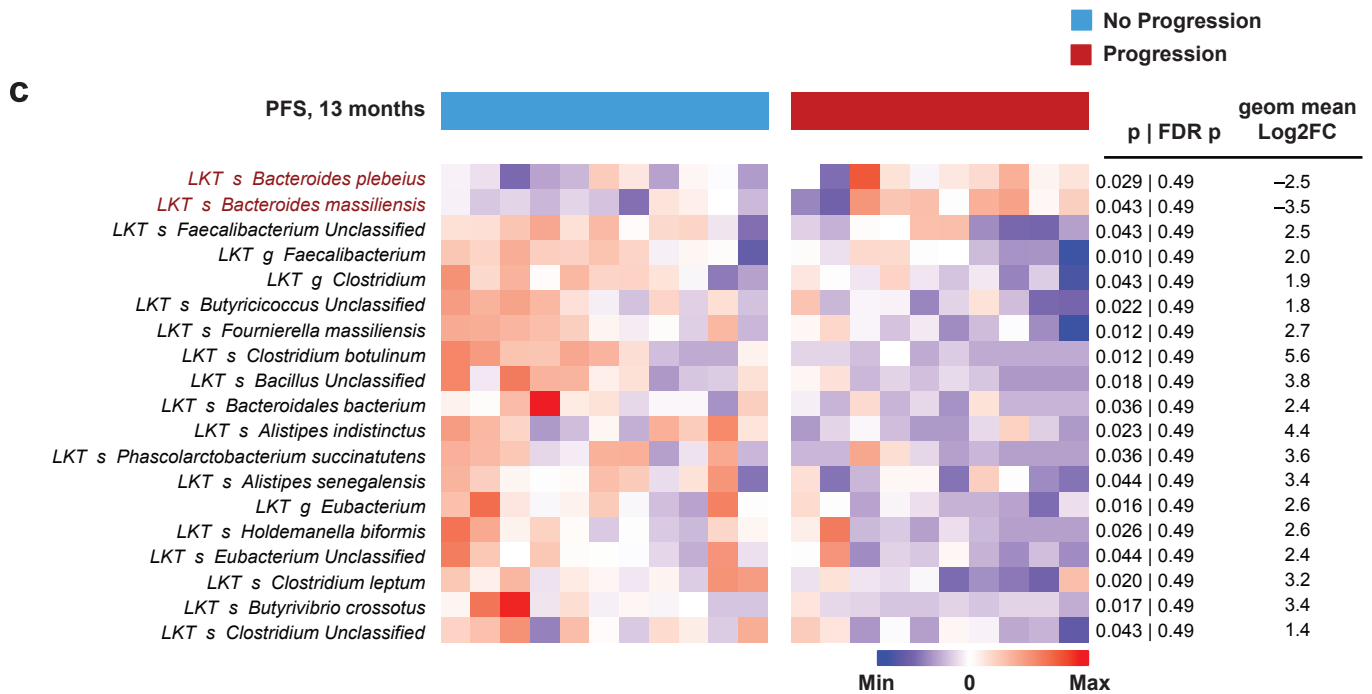 No Progression
Progression
c
PFS, 13 months
p | FDR p
geom mean
Log2FC
LKT s Bacteroides plebeius 0.029 | 0.49 –2.5
LKT s Bacteroides massiliensis 0.043 | 0.49 –3.5
LKT s Faecalibacterium Unclassified 0.043 | 0.49 2.5
LKT g Faecalibacterium 0.010 | 0.49 2.0
LKT g Clostridium 0.043 | 0.49 1.9
LKT s Butyricicoccus Unclassified 0.022 | 0.49 1.8
LKT s Fournierella massiliensis 0.012 | 0.49 2.7
LKT s Clostridium botulinum 0.012 | 0.49 5.6
LKT s Bacillus Unclassified 0.018 | 0.49 3.8
LKT s Bacteroidales bacterium 0.036 | 0.49 2.4
LKT s Alistipes indistinctus 0.023 | 0.49 4.4
LKT s Phascolarctobacterium succinatutens 0.036 | 0.49 3.6
LKT s Alistipes senegalensis 0.044 | 0.49 3.4
LKT g Eubacterium 0.016 | 0.49 2.6
LKT s Holdemanella biformis 0.026 | 0.49 2.6
LKT s Eubacterium Unclassified 0.044 | 0.49 2.4
LKT s Clostridium leptum 0.020 | 0.49 3.2
LKT s Butyrivibrio crossotus 0.017 | 0.49 3.4
LKT s Clostridium Unclassified 0.043 | 0.49 1.4
Min 0 Max